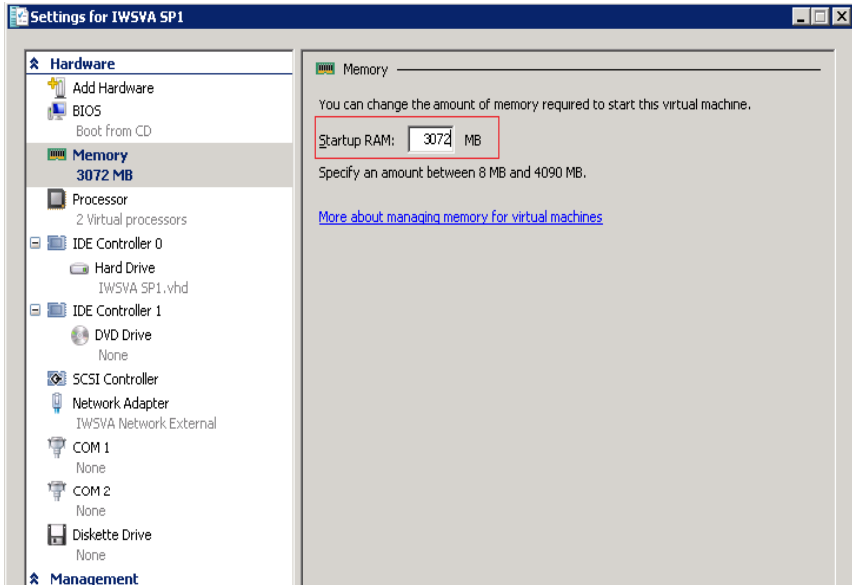 Settings for IWSVA SP1
Hardware
Add Hardware
BIOS
Boot from CD
Memory
3072 MB
Processor
2 Virtual processors
IDE Controller 0
Hard Drive
IWSVA SP1.vhd
IDE Controller 1
DVD Drive
None
SCSI Controller
Network Adapter
IWSVA Network External
COM 1
None
COM 2
None
Diskette Drive
None
Management
Memory
You can change the amount of memory required to start this virtual machine.
Startup RAM: 3072 MB
Specify an amount between 8 MB and 4090 MB.
More about managing memory for virtual machines